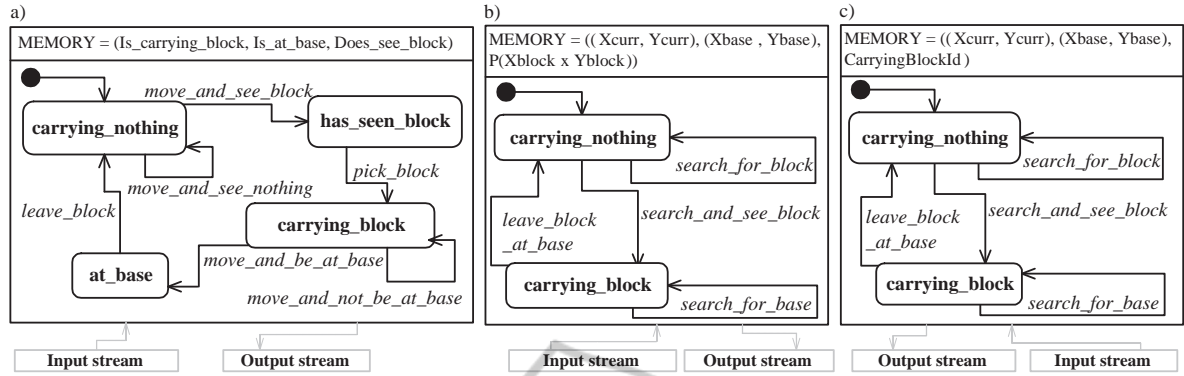 a)
MEMORY = (Is_carrying_block, Is_at_base, Does_see_block)
move_and_see_block
carrying_nothing
has_seen_block
move_and_see_nothing
pick_block
leave_block
carrying_block
move_and_be_at_base
at_base
move_and_not_be_at_base
Input stream
Output stream
b)
MEMORY = (( Xcurr, Ycurr), (Xbase , Ybase),
P(Xblock x Yblock))
carrying_nothing
search_for_block
leave_block
_at_base
search_and_see_block
carrying_block
search_for_base
Input stream
Output stream
c)
MEMORY = (( Xcurr, Ycurr), (Xbase, Ybase),
CarryingBlockId )
carrying_nothing
search_for_block
leave_block
_at_base
search_and_see_block
carrying_block
search_for_base
Output stream
Input stream